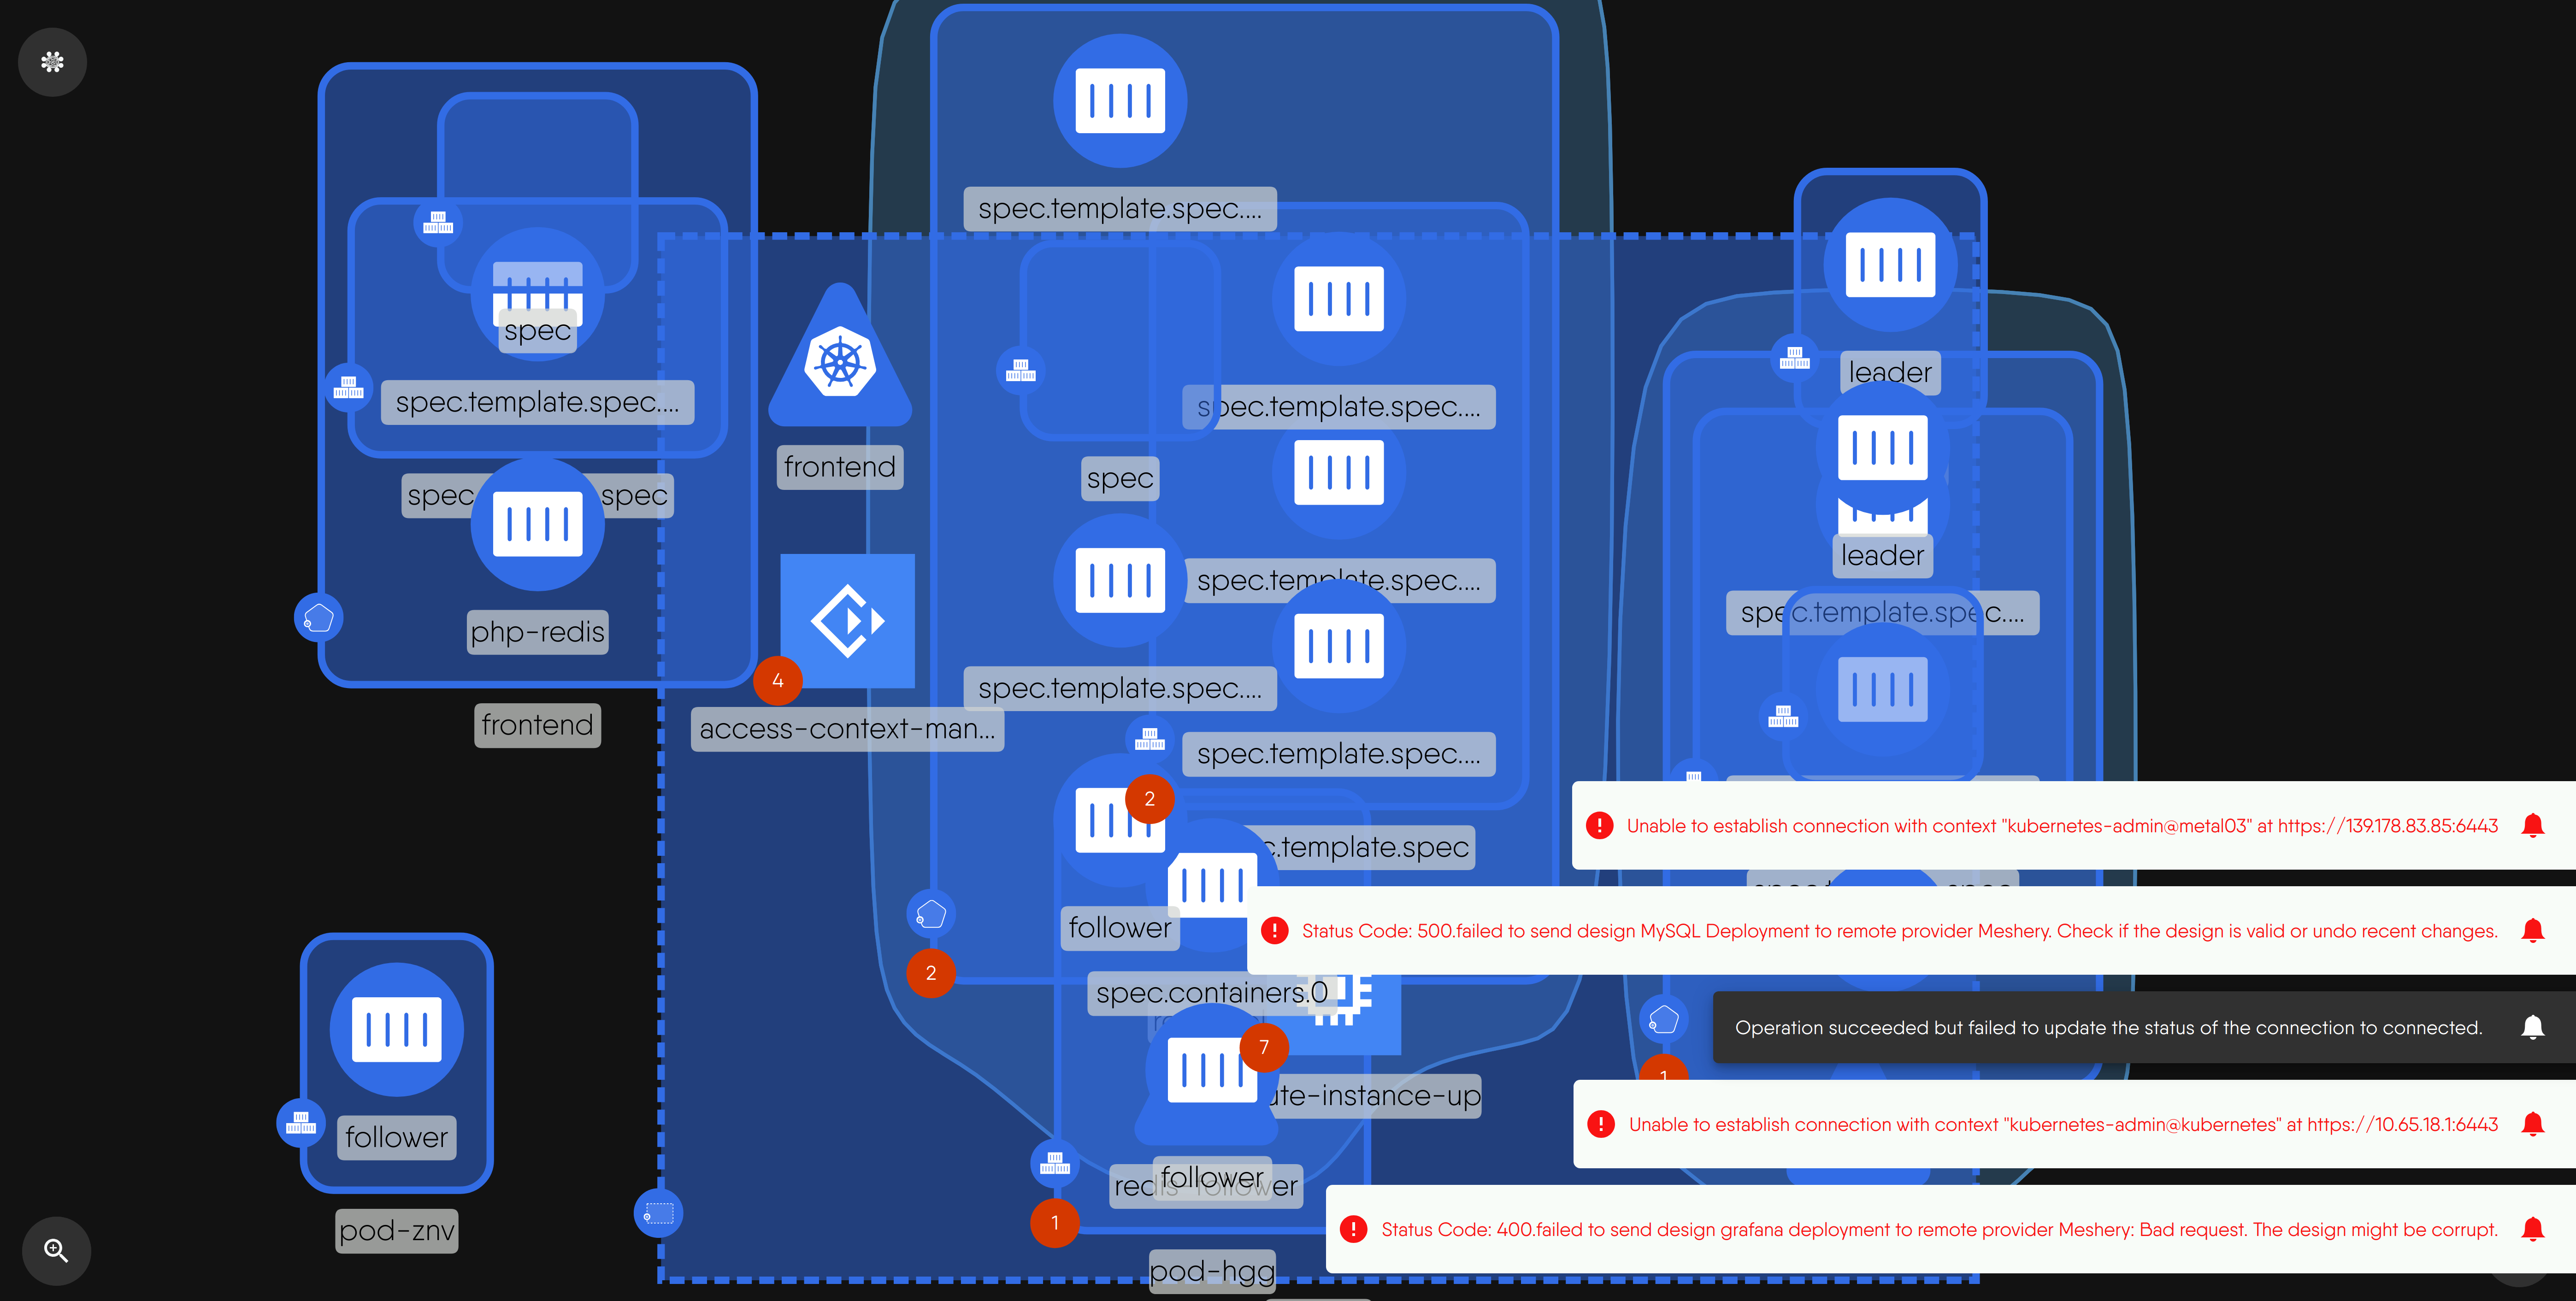 spec
spec.template.spec....
spec
spec
php-redis
frontend
follower
pod-znv
frontend
4
access-context-man...
spec.template.spec....
spec.template.spec....
spec
spec.template.spec....
spec.template.spec....
spec.template.spec....
2
c.template.spec
follower
2
spec.containers.0
7
ate-instance-up
follower
redis-follower
1
pod-hgg
leader
leader
spec.template.spec....
1
Unable to establish connection with context "kubernetes-admin@metal03" at https://139.178.83.85:6443
Status Code: 500.failed to send design MySQL Deployment to remote provider Meshery. Check if the design is valid or undo recent changes.
Operation succeeded but failed to update the status of the connection to connected.
Unable to establish connection with context "kubernetes-admin@kubernetes" at https://10.65.18.1:6443
Status Code: 400.failed to send design grafana deployment to remote provider Meshery: Bad request. The design might be corrupt.